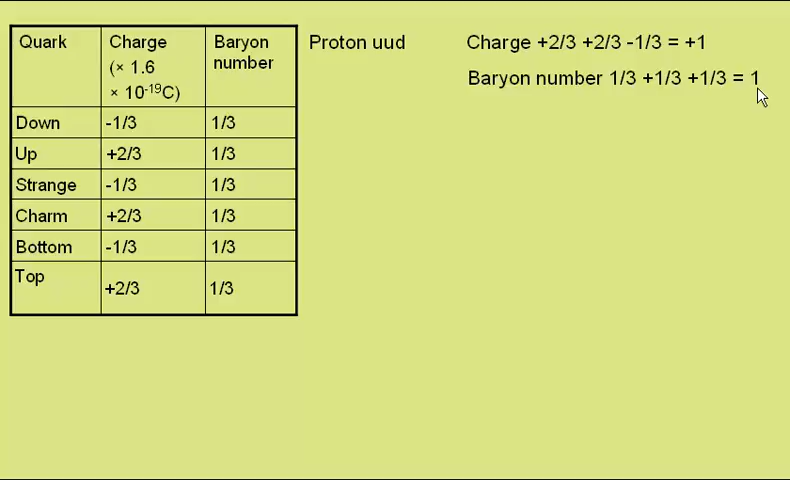 Quark Charge (× 1.6 × 10⁻¹⁹C) Baryon number
Down -1/3 1/3
Up +2/3 1/3
Strange -1/3 1/3
Charm +2/3 1/3
Bottom -1/3 1/3
Top +2/3 1/3
Proton uud Charge +2/3 +2/3 -1/3 = +1
Baryon number 1/3 +1/3 +1/3 = 1